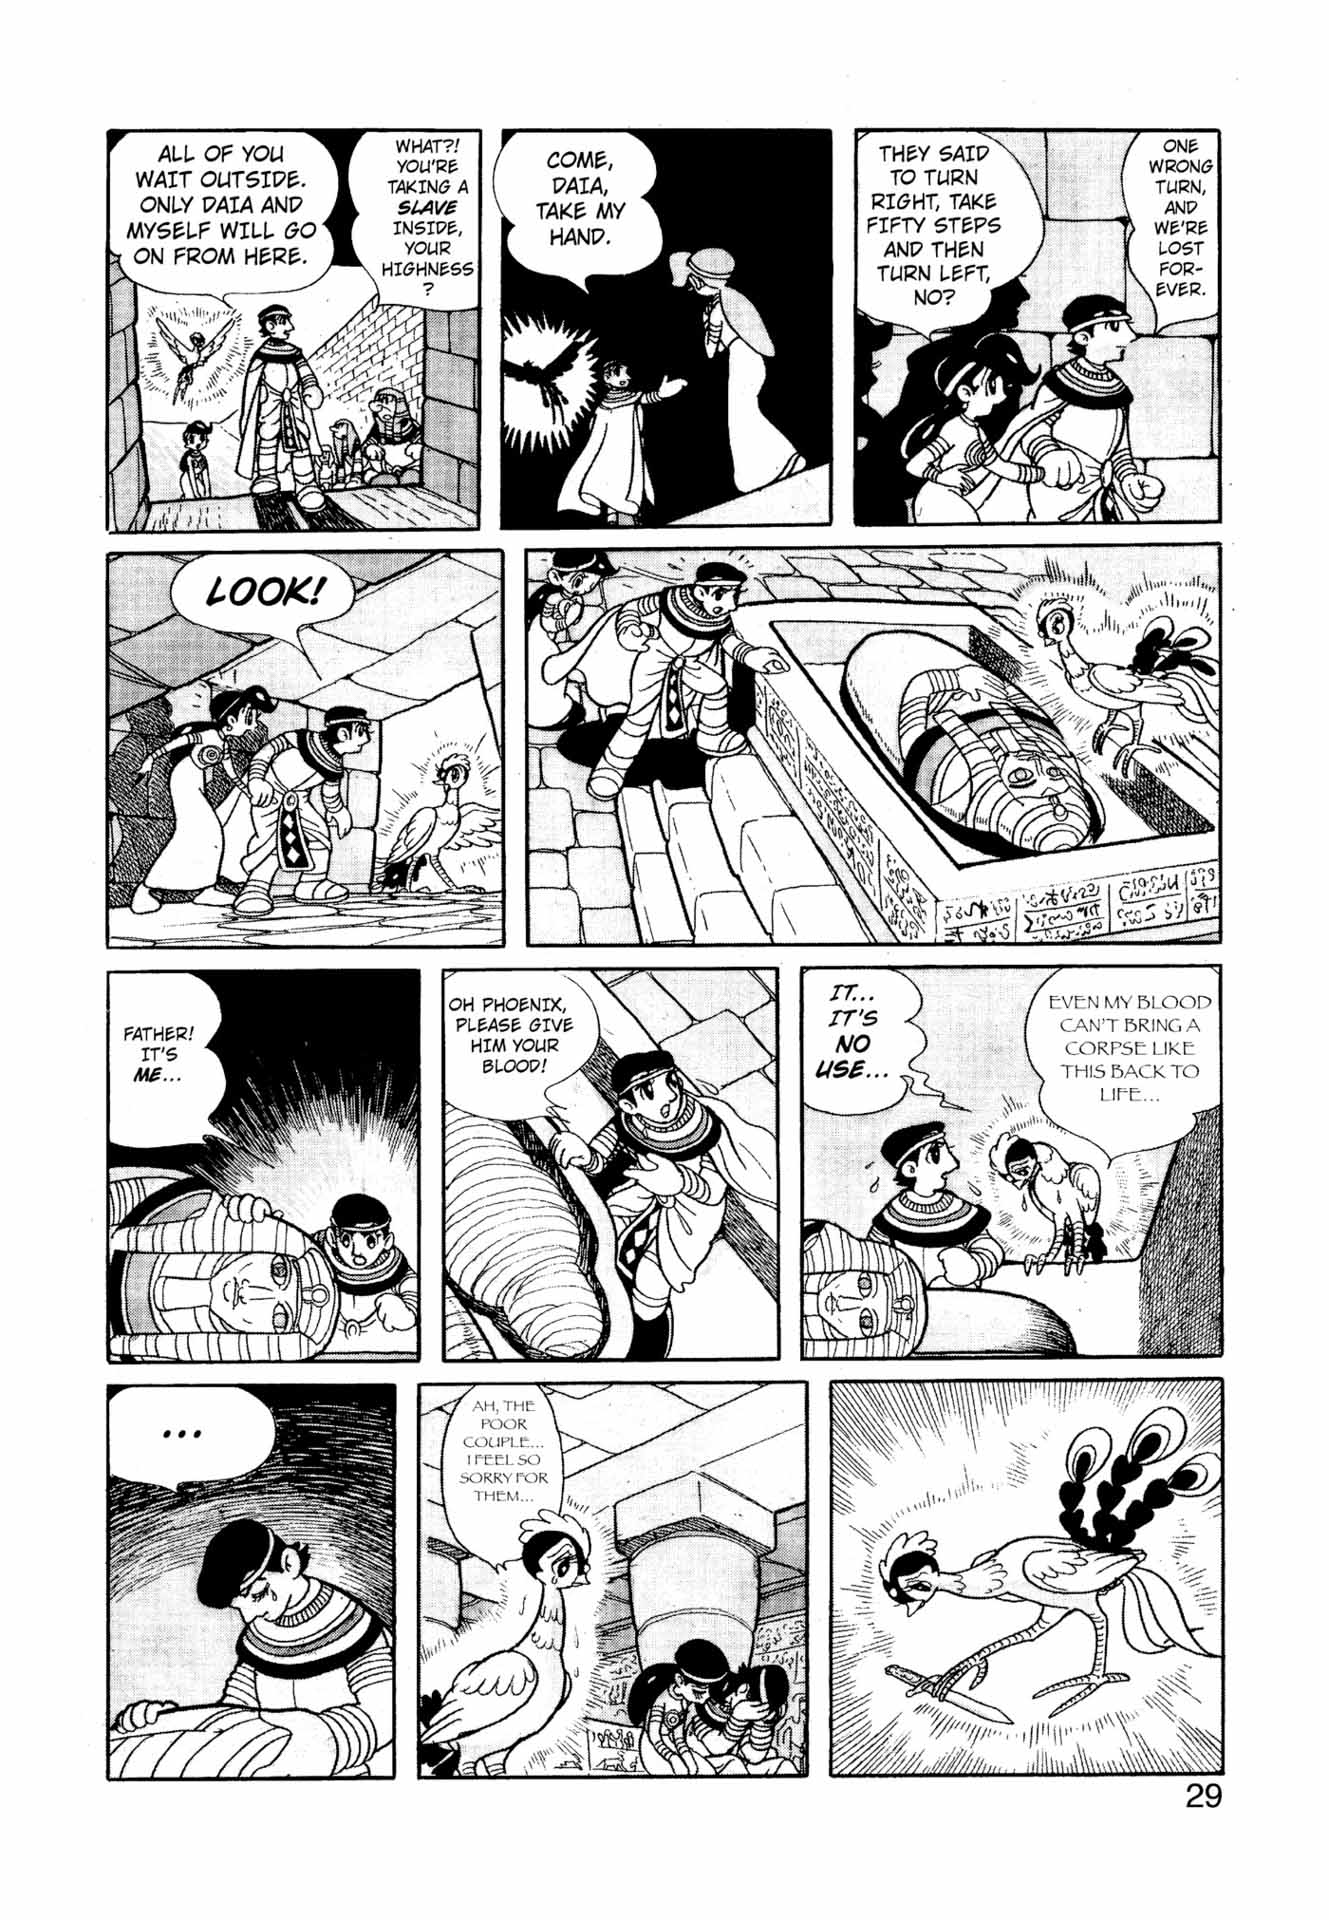 ALL OF YOU
WAIT OUTSIDE.
ONLY DAIA AND
MYSELF WILL GO
ON FROM HERE.
WHAT?!
YOU'RE
TAKING A
SLAVE
INSIDE,
YOUR
HIGHNESS
?
COME,
DAIA,
TAKE MY
HAND.
THEY SAID
TO TURN
RIGHT, TAKE
FIFTY STEPS
AND THEN
TURN LEFT,
NO?
ONE
WRONG
TURN,
AND
WE'RE
LOST
FOR-
EVER.
LOOK!
FATHER!
IT'S
ME...
OH PHOENIX,
PLEASE GIVE
HIM YOUR
BLOOD!
IT...
IT'S
NO
USE...
EVEN MY BLOOD
CAN'T BRING A
CORPSE LIKE
THIS BACK TO
LIFE...
...
AH, THE
POOR
COUPLE...
I FEEL SO
SORRY FOR
THEM...
29